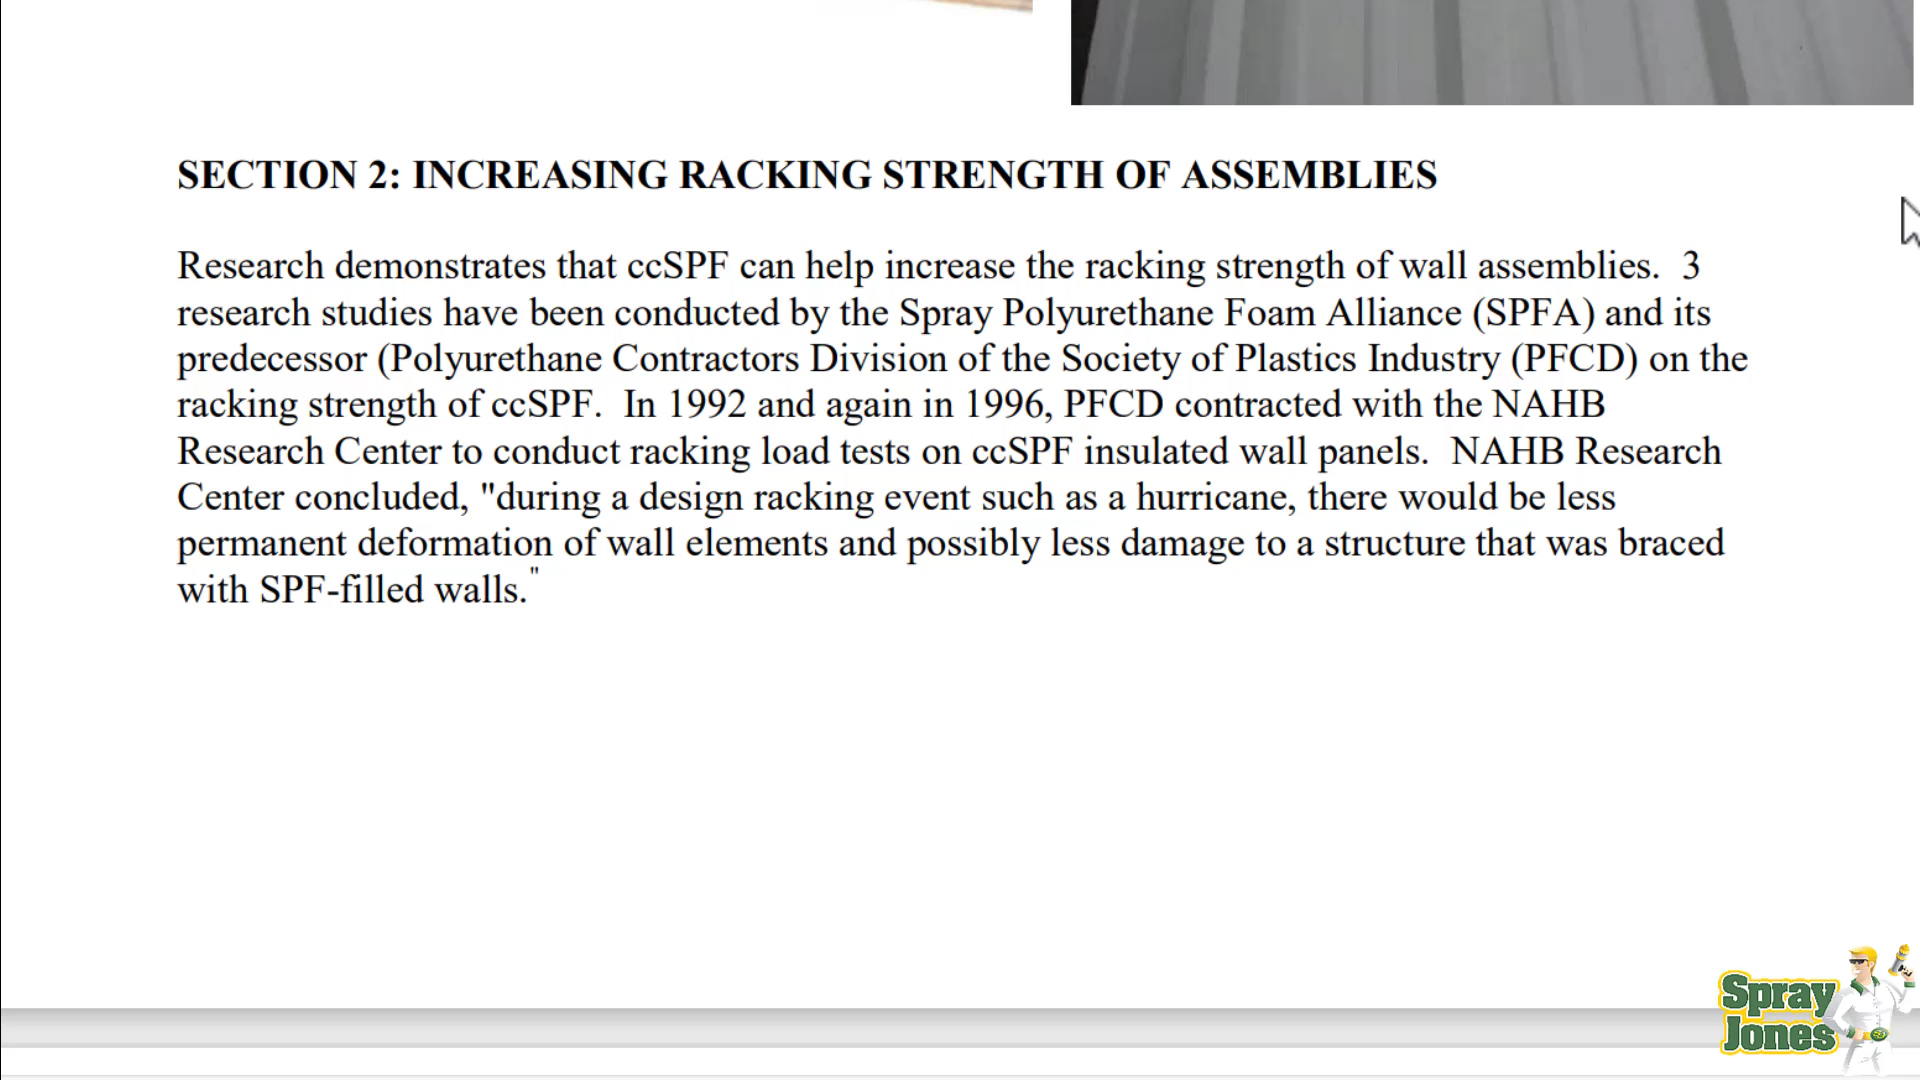 SECTION 2: INCREASING RACKING STRENGTH OF ASSEMBLIES
Research demonstrates that ccSPF can help increase the racking strength of wall assemblies.  3
research studies have been conducted by the Spray Polyurethane Foam Alliance (SPFA) and its
predecessor (Polyurethane Contractors Division of the Society of Plastics Industry (PFCD) on the
racking strength of ccSPF.  In 1992 and again in 1996, PFCD contracted with the NAHB
Research Center to conduct racking load tests on ccSPF insulated wall panels.  NAHB Research
Center concluded, "during a design racking event such as a hurricane, there would be less
permanent deformation of wall elements and possibly less damage to a structure that was braced
with SPF-filled walls."
Spray
Jones